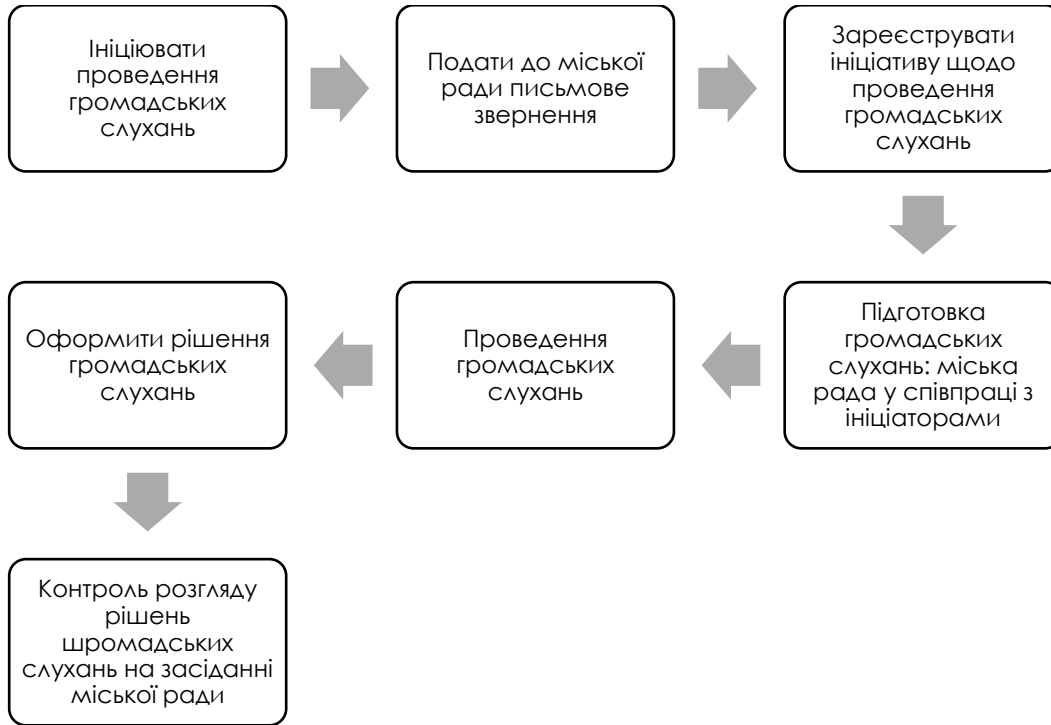 Ініціювати
проведення
громадських
слухань
Подати до міської
ради письмове
звернення
Зареєструвати
ініціативу щодо
проведення
громадських
слухань
Підготовка
громадських
слухань: міська
рада у співпраці з
ініціаторами
Проведення
громадських
слухань
Оформити рішення
громадських
слухань
Контроль розгляду
рішень
шромадських
слухань на засіданні
міської ради